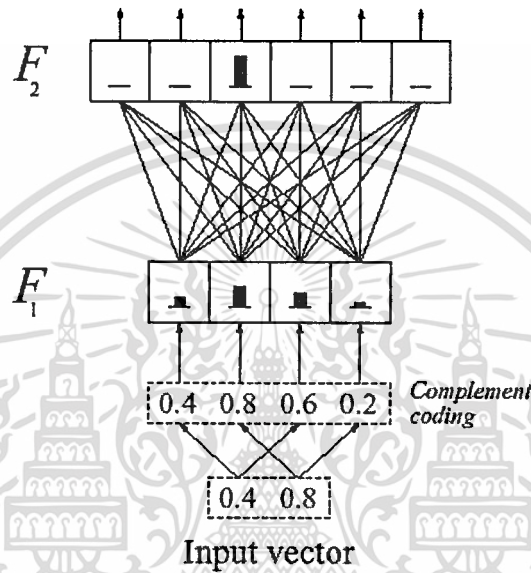 F₂
F₁
0.4 0.8 0.6 0.2
Complement
coding
0.4 0.8
Input vector